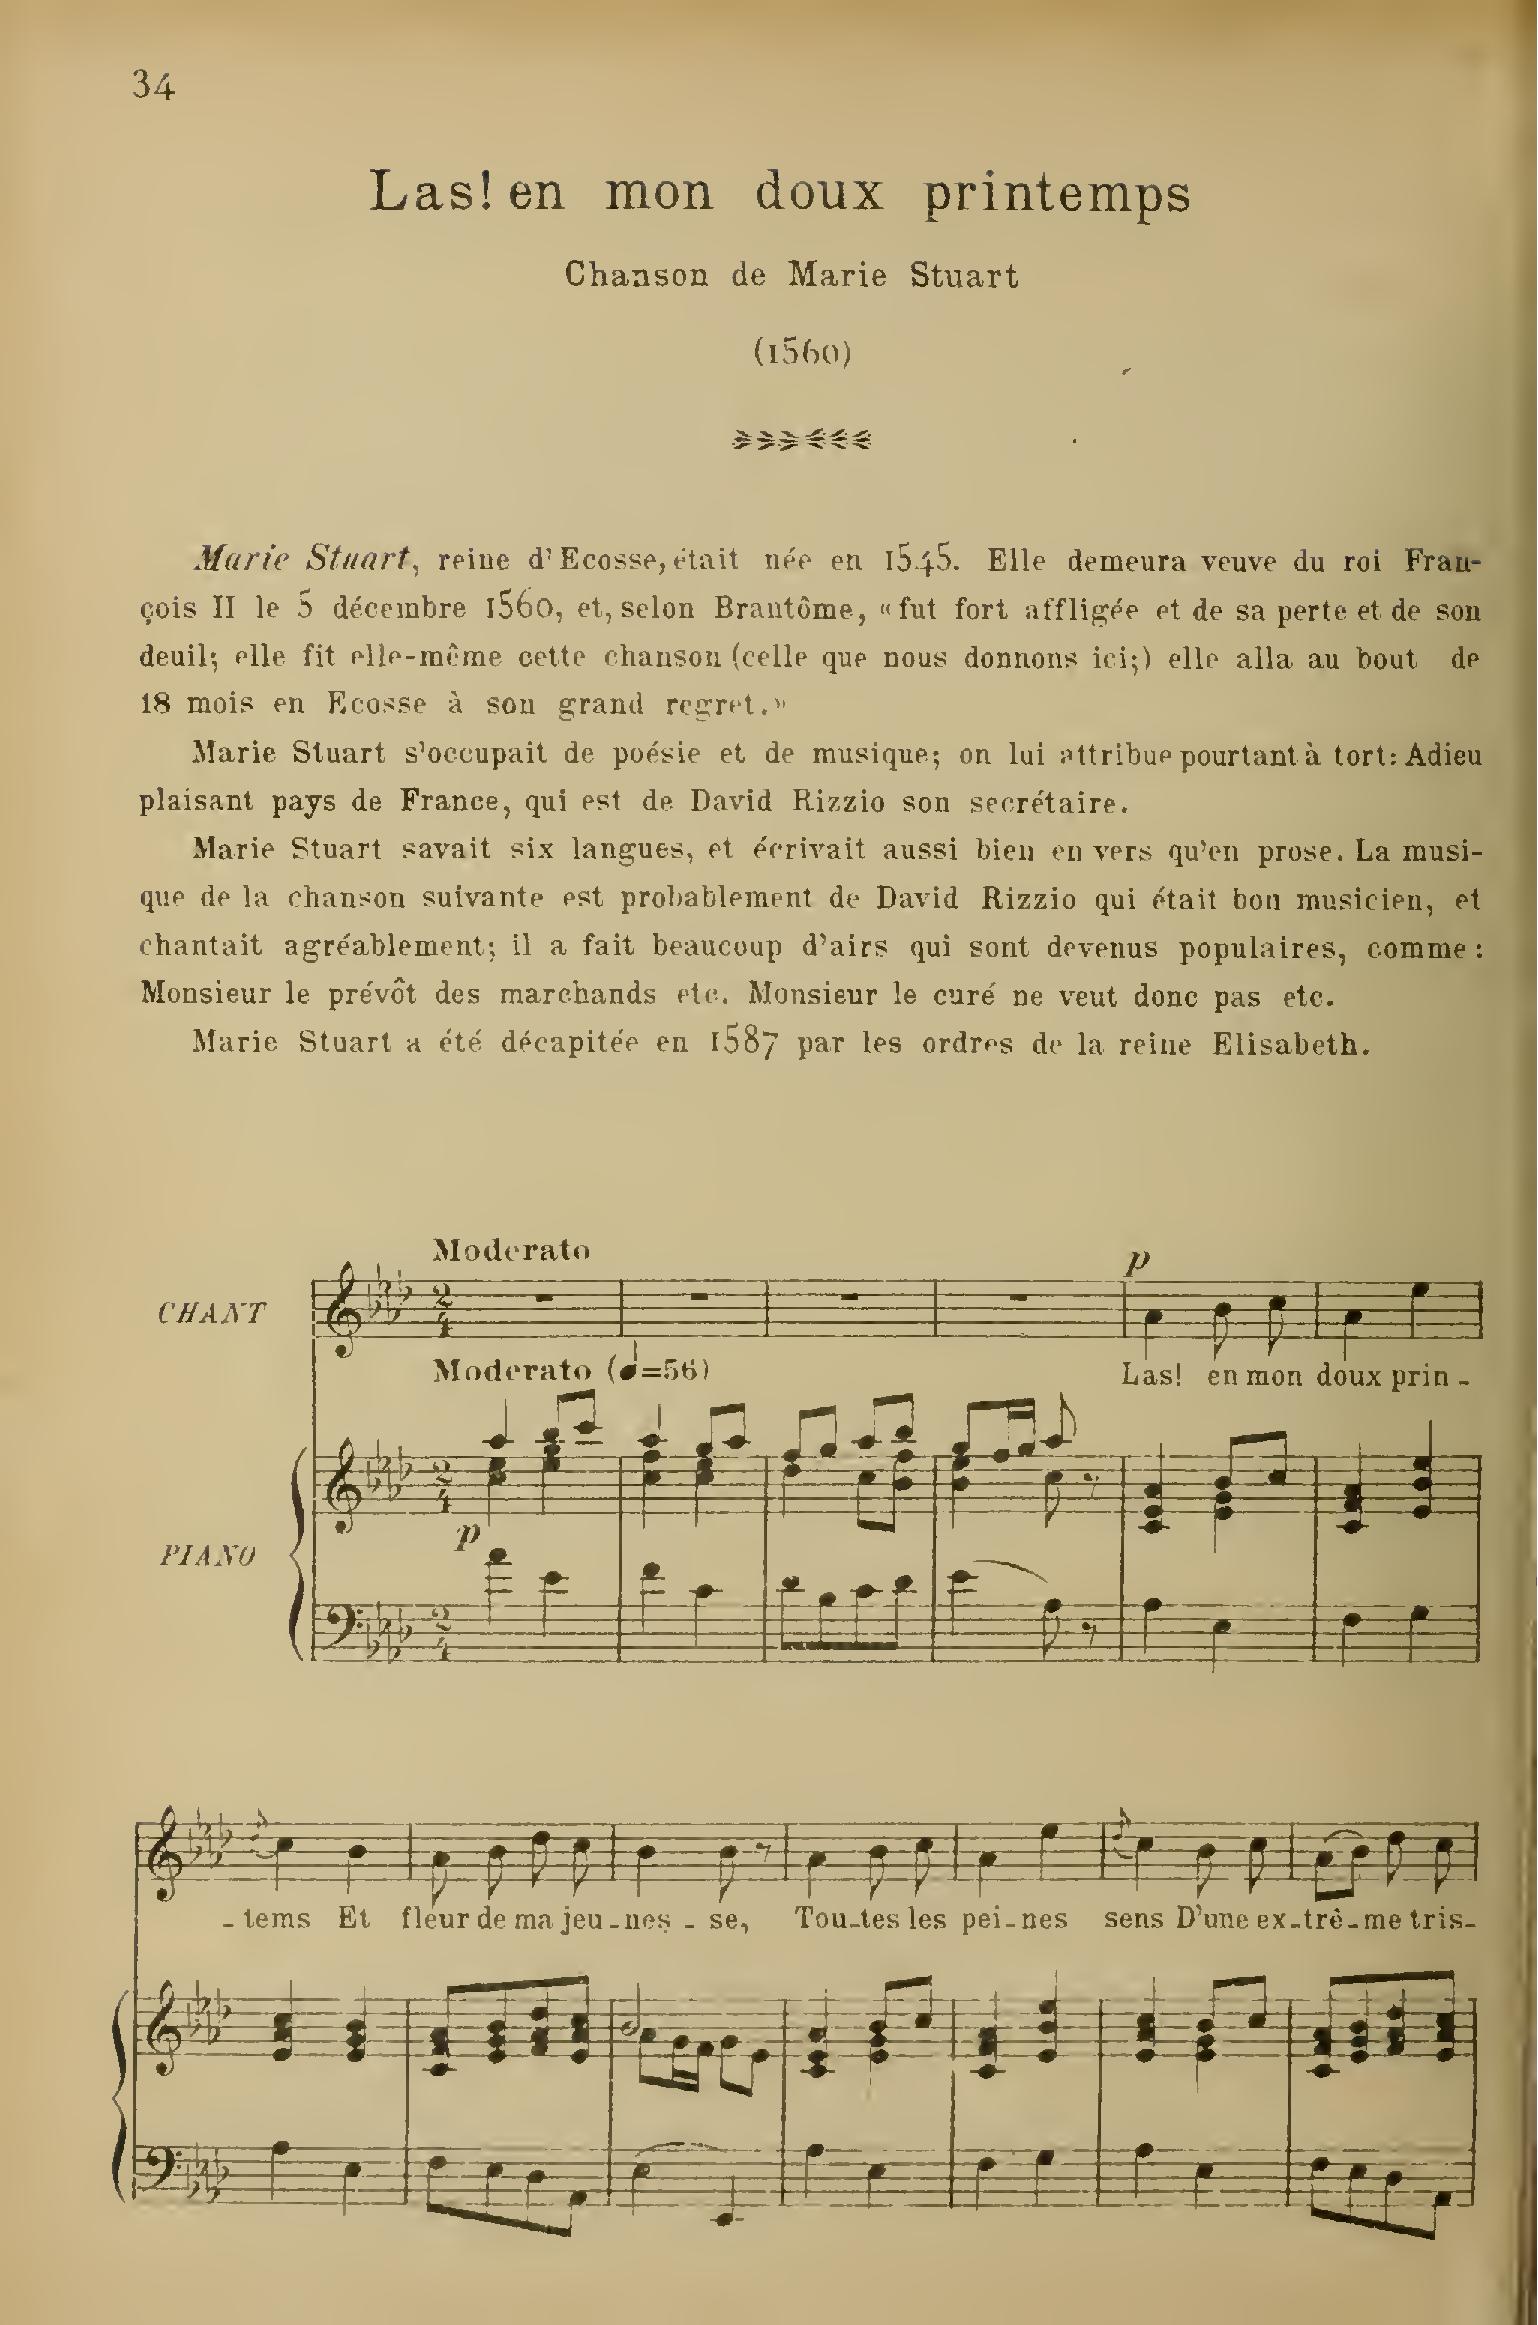 34
Las! en mon doux printemps
Chanson de Marie Stuart
(1560)
Marie Stuart, reine d'Ecosse, était née en 1545. Elle demeura veuve du roi Fran-
çois II le 5 décembre 1560, et, selon Brantôme, «fut fort affligée et de sa perte et de son
deuil; elle fit elle-même cette chanson (celle que nous donnons ici;) elle alla au bout de
18 mois en Ecosse à son grand regret.»
Marie Stuart s'occupait de poésie et de musique; on lui attribue pourtant à tort: Adieu
plaisant pays de France, qui est de David Rizzio son secrétaire.
Marie Stuart savait six langues, et écrivait aussi bien en vers qu'en prose. La musi-
que de la chanson suivante est probablement de David Rizzio qui était bon musicien, et
chantait agréablement; il a fait beaucoup d'airs qui sont devenus populaires, comme:
Monsieur le prévôt des marchands etc. Monsieur le curé ne veut donc pas etc.
Marie Stuart a été décapitée en 1587 par les ordres de la reine Elisabeth.
Moderato
p
CHANT
2
4
Moderato (♩=56)
Las! en mon doux prin -
2
4
p
PIANO
2
4
- tems Et fleur de ma jeu - nes - se, Tou-tes les pei-nes sens D'une ex-trê-me tris-